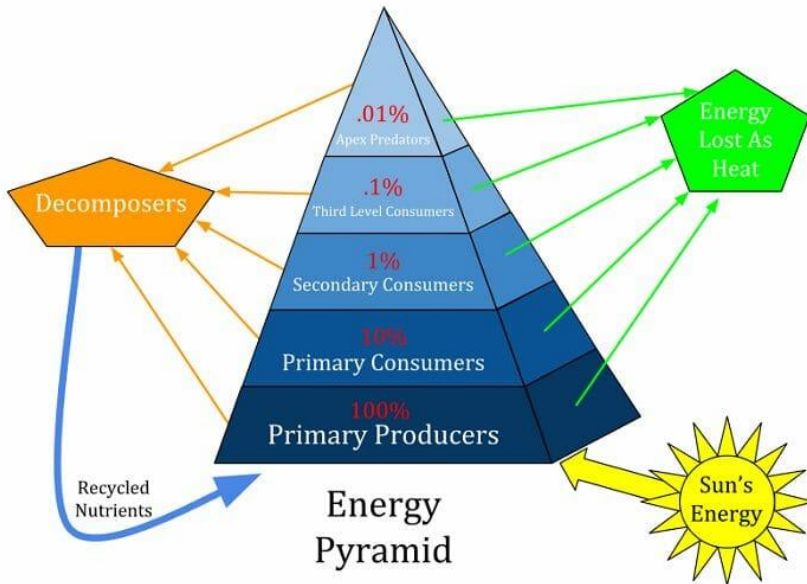 .01%
Apex Predators
.1%
Third Level Consumers
1%
Secondary Consumers
10%
Primary Consumers
100%
Primary Producers
Decomposers
Energy
Lost As
Heat
Recycled
Nutrients
Energy
Pyramid
Sun's
Energy